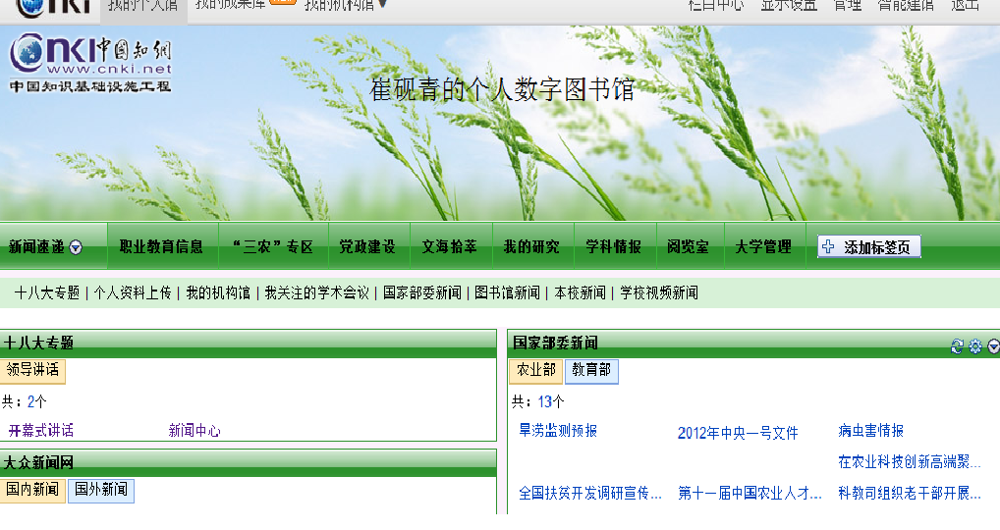 cnki 我的个人馆 我的成果库 我的机构馆 栏目中心 显示设置 管理 智能建馆 退出
Cnki中国知网
www.cnki.net
中国知识基础设施工程
崔砚青的个人数字图书馆
新闻速递 职业教育信息 “三农”专区 党政建设 文海拾萃 我的研究 学科情报 阅览室 大学管理 添加标签页
十八大专题 | 个人资料上传 | 我的机构馆 | 我关注的学术会议 | 国家部委新闻 | 图书馆新闻 | 本校新闻 | 学校视频新闻
十八大专题
领导讲话
共：2个
开幕式讲话 新闻中心
大众新闻网
国内新闻 国外新闻
国家部委新闻
农业部 教育部
共：13个
旱涝监测预报 2012年中央一号文件 病虫害情报
在农业科技创新高端聚...
全国扶贫开发调研宣传... 第十一届中国农业人才... 科教司组织老干部开展...